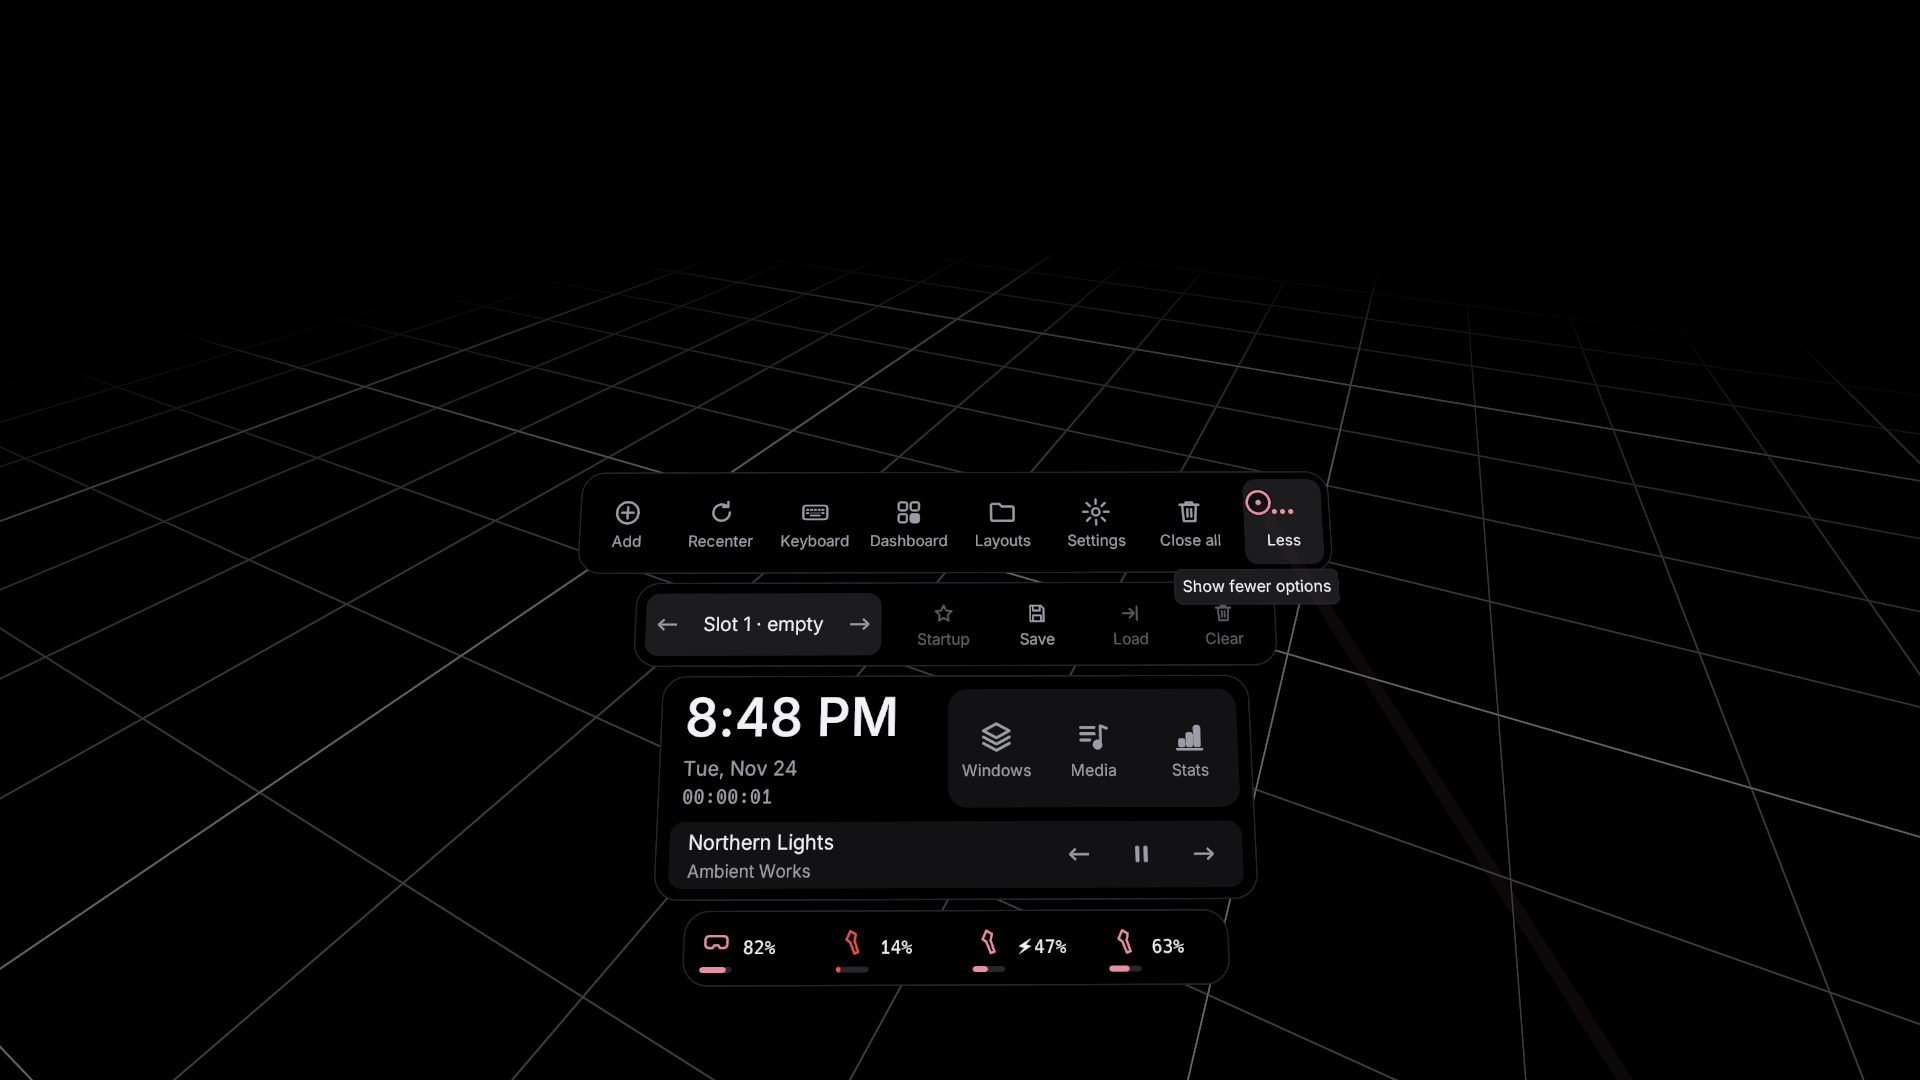 Add Recenter Keyboard Dashboard Layouts Settings Close all Less
Show fewer options
Slot 1 · empty Startup Save Load Clear
8:48 PM
Tue, Nov 24
00:00:01
Windows Media Stats
Northern Lights
Ambient Works
82% 14% 47% 63%